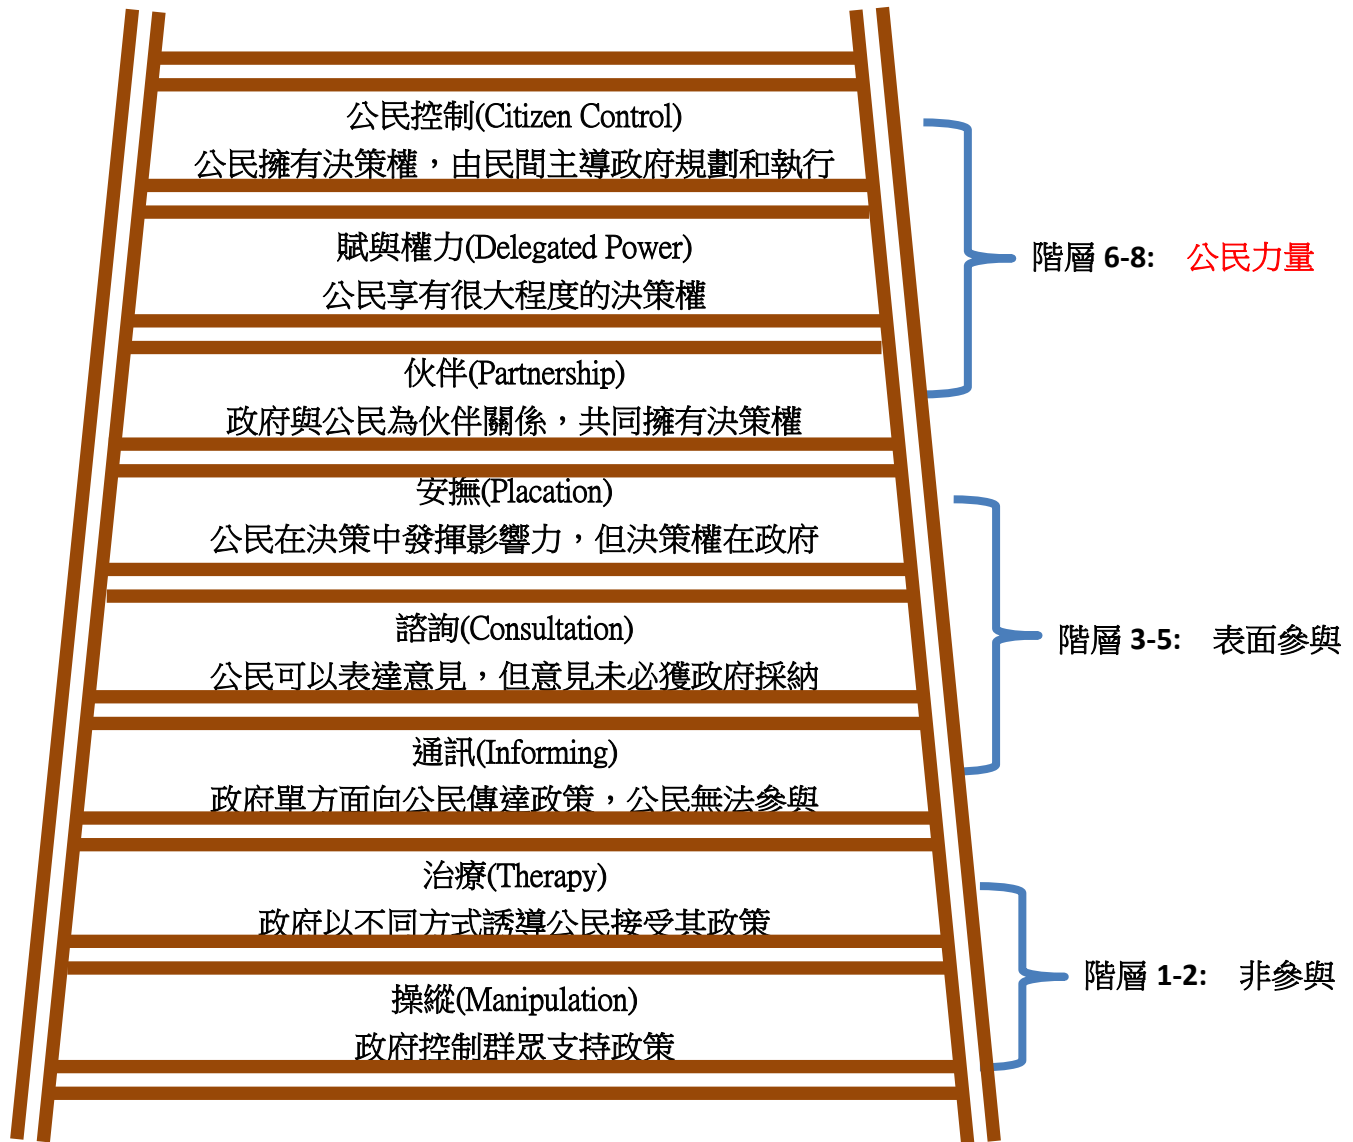 公民控制(Citizen Control)
公民擁有決策權，由民間主導政府規劃和執行
賦與權力(Delegated Power)
公民享有很大程度的決策權
階層 6-8: 公民力量
伙伴(Partnership)
政府與公民為伙伴關係，共同擁有決策權
安撫(Placation)
公民在決策中發揮影響力，但決策權在政府
諮詢(Consultation)
公民可以表達意見，但意見未必獲政府採納
階層 3-5: 表面參與
通訊(Informing)
政府單方面向公民傳達政策，公民無法參與
治療(Therapy)
政府以不同方式誘導公民接受其政策
階層 1-2: 非參與
操縱(Manipulation)
政府控制群眾支持政策